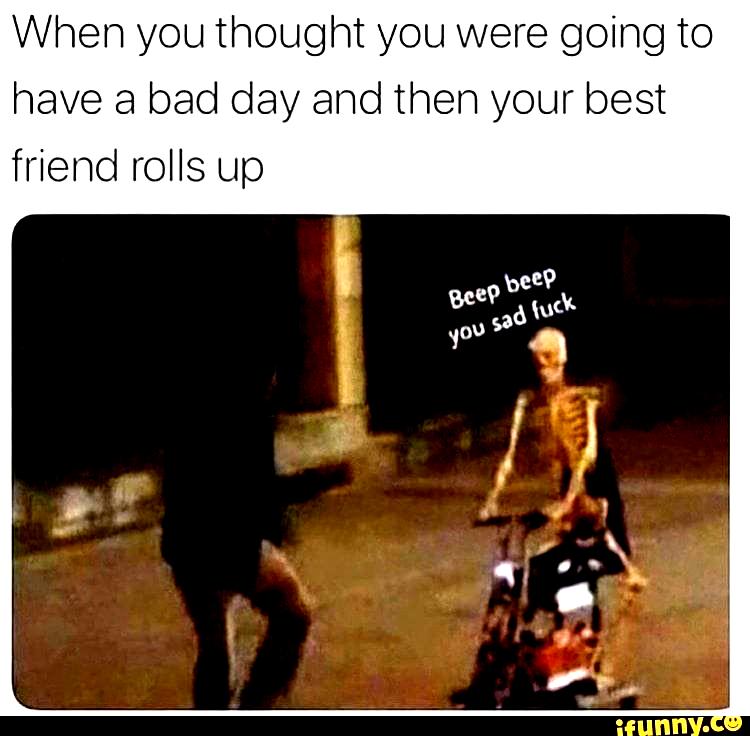 When you thought you were going to
have a bad day and then your best
friend rolls up
Beep beep
you sad fuck
ifunny.co